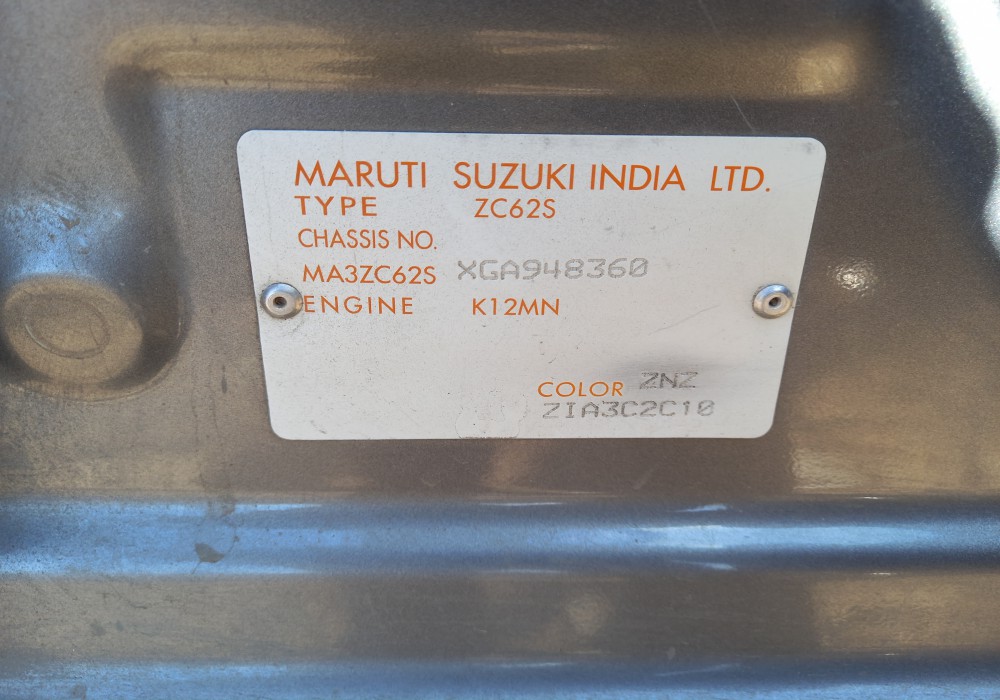 MARUTI SUZUKI INDIA LTD.
TYPE ZC62S
CHASSIS NO.
MA3ZC62S XGA948360
ENGINE K12MN
COLOR ZNZ
ZIA3C2C10